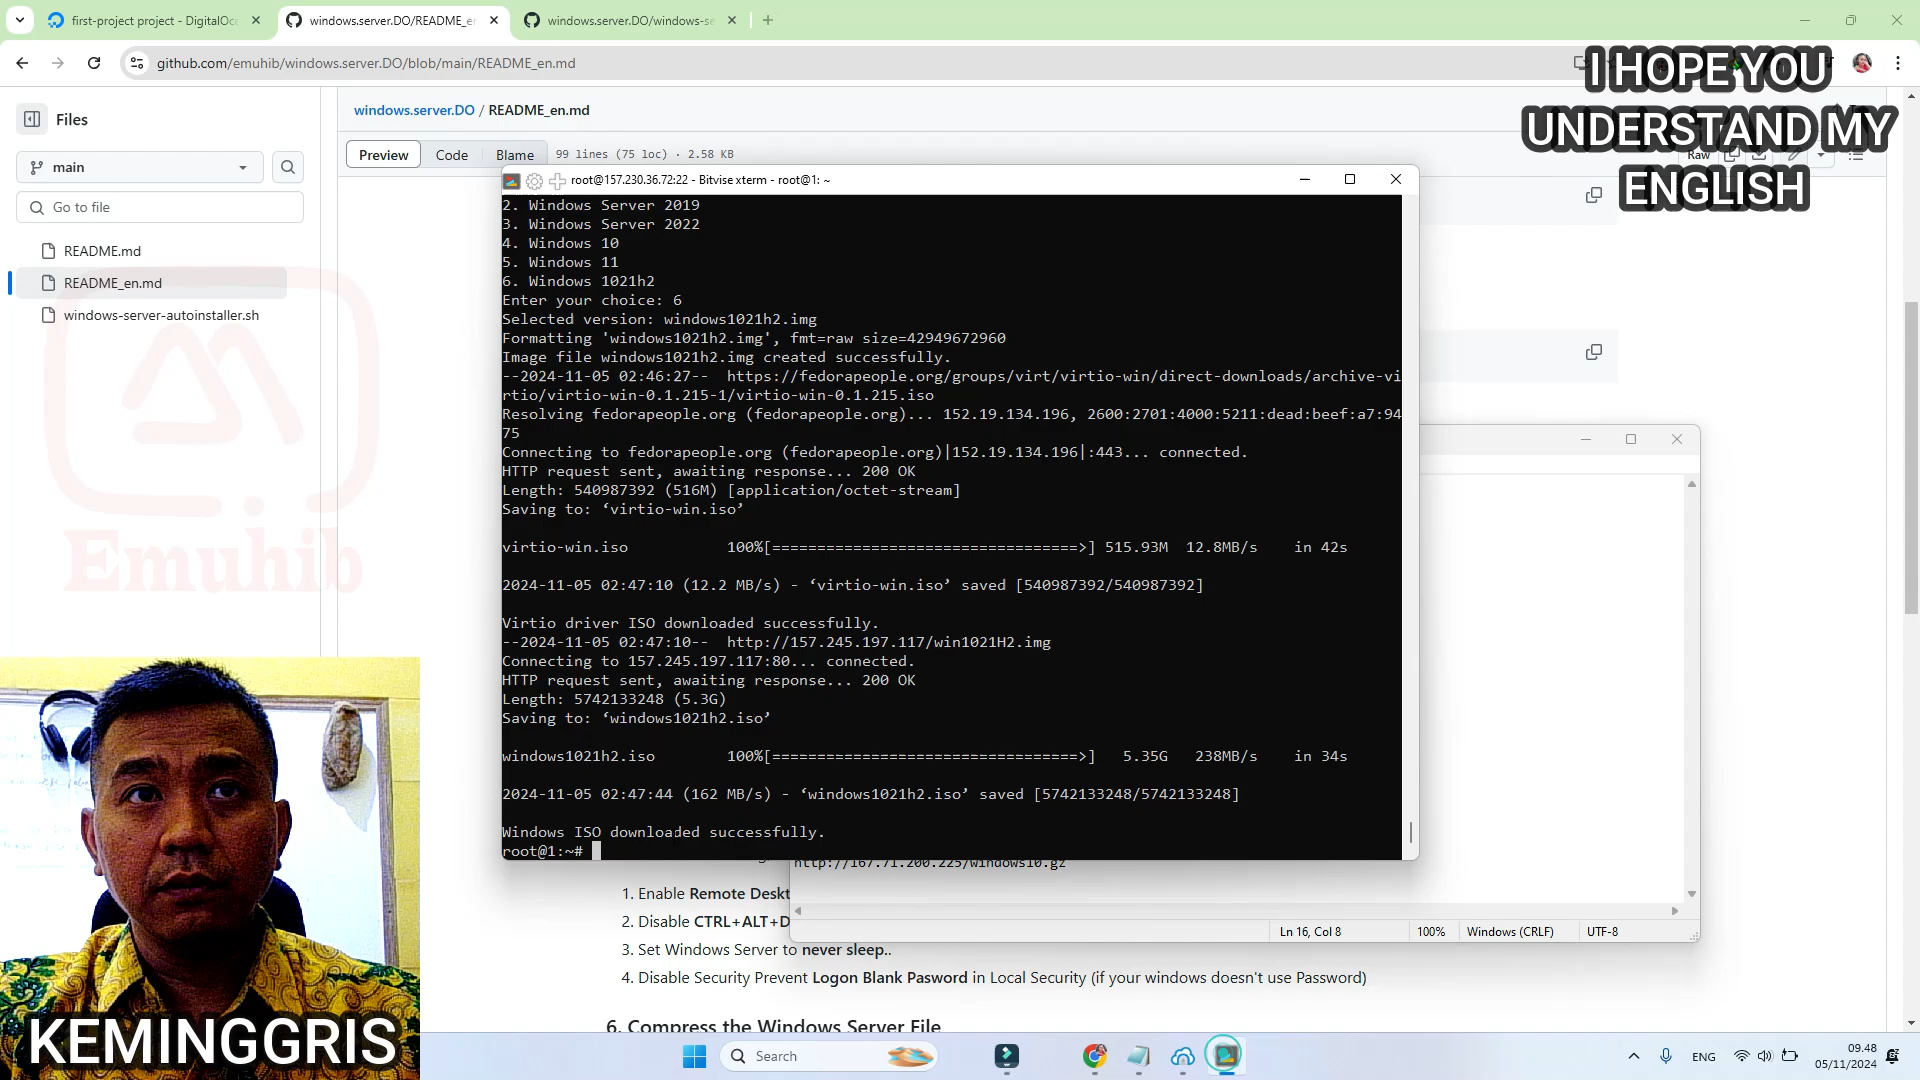 first-project project - DigitalOce
windows.server.DO/README_e
windows.server.DO/windows-s
github.com/emuhib/windows.server.DO/blob/main/README_en.md
I HOPE YOU
UNDERSTAND MY
ENGLISH
Files
windows.server.DO / README_en.md
main
Preview
Code
Blame
99 lines (75 loc) · 2.58 KB
Raw
Go to file
README.md
README_en.md
windows-server-autoinstaller.sh
root@157.230.36.72:22 - Bitvise xterm - root@1: ~
2. Windows Server 2019
3. Windows Server 2022
4. Windows 10
5. Windows 11
6. Windows 1021h2
Enter your choice: 6
Selected version: windows1021h2.img
Formatting 'windows1021h2.img', fmt=raw size=42949672960
Image file windows1021h2.img created successfully.
--2024-11-05 02:46:27-- https://fedorapeople.org/groups/virt/virtio-win/direct-downloads/archive-vi
rtio/virtio-win-0.1.215-1/virtio-win-0.1.215.iso
Resolving fedorapeople.org (fedorapeople.org)... 152.19.134.196, 2600:2701:4000:5211:dead:beef:a7:94
75
Connecting to fedorapeople.org (fedorapeople.org)|152.19.134.196|:443... connected.
HTTP request sent, awaiting response... 200 OK
Length: 540987392 (516M) [application/octet-stream]
Saving to: ‘virtio-win.iso’
virtio-win.iso 100%[==================================>] 515.93M 12.8MB/s in 42s
2024-11-05 02:47:10 (12.2 MB/s) - ‘virtio-win.iso’ saved [540987392/540987392]
Virtio driver ISO downloaded successfully.
--2024-11-05 02:47:10-- http://157.245.197.117/win1021H2.img
Connecting to 157.245.197.117:80... connected.
HTTP request sent, awaiting response... 200 OK
Length: 5742133248 (5.3G)
Saving to: ‘windows1021h2.iso’
windows1021h2.iso 100%[==================================>] 5.35G 238MB/s in 34s
2024-11-05 02:47:44 (162 MB/s) - ‘windows1021h2.iso’ saved [5742133248/5742133248]
Windows ISO downloaded successfully.
root@1:~#
http://167.71.200.225/windows10.gz
Emuhib
1. Enable Remote Deskt
2. Disable CTRL+ALT+D
3. Set Windows Server to never sleep..
4. Disable Security Prevent Logon Blank Pasword in Local Security (if your windows doesn't use Password)
6. Compress the Windows Server File
Ln 16, Col 8
100%
Windows (CRLF)
UTF-8
KEMINGGRIS
Search
ENG
09.48
05/11/2024